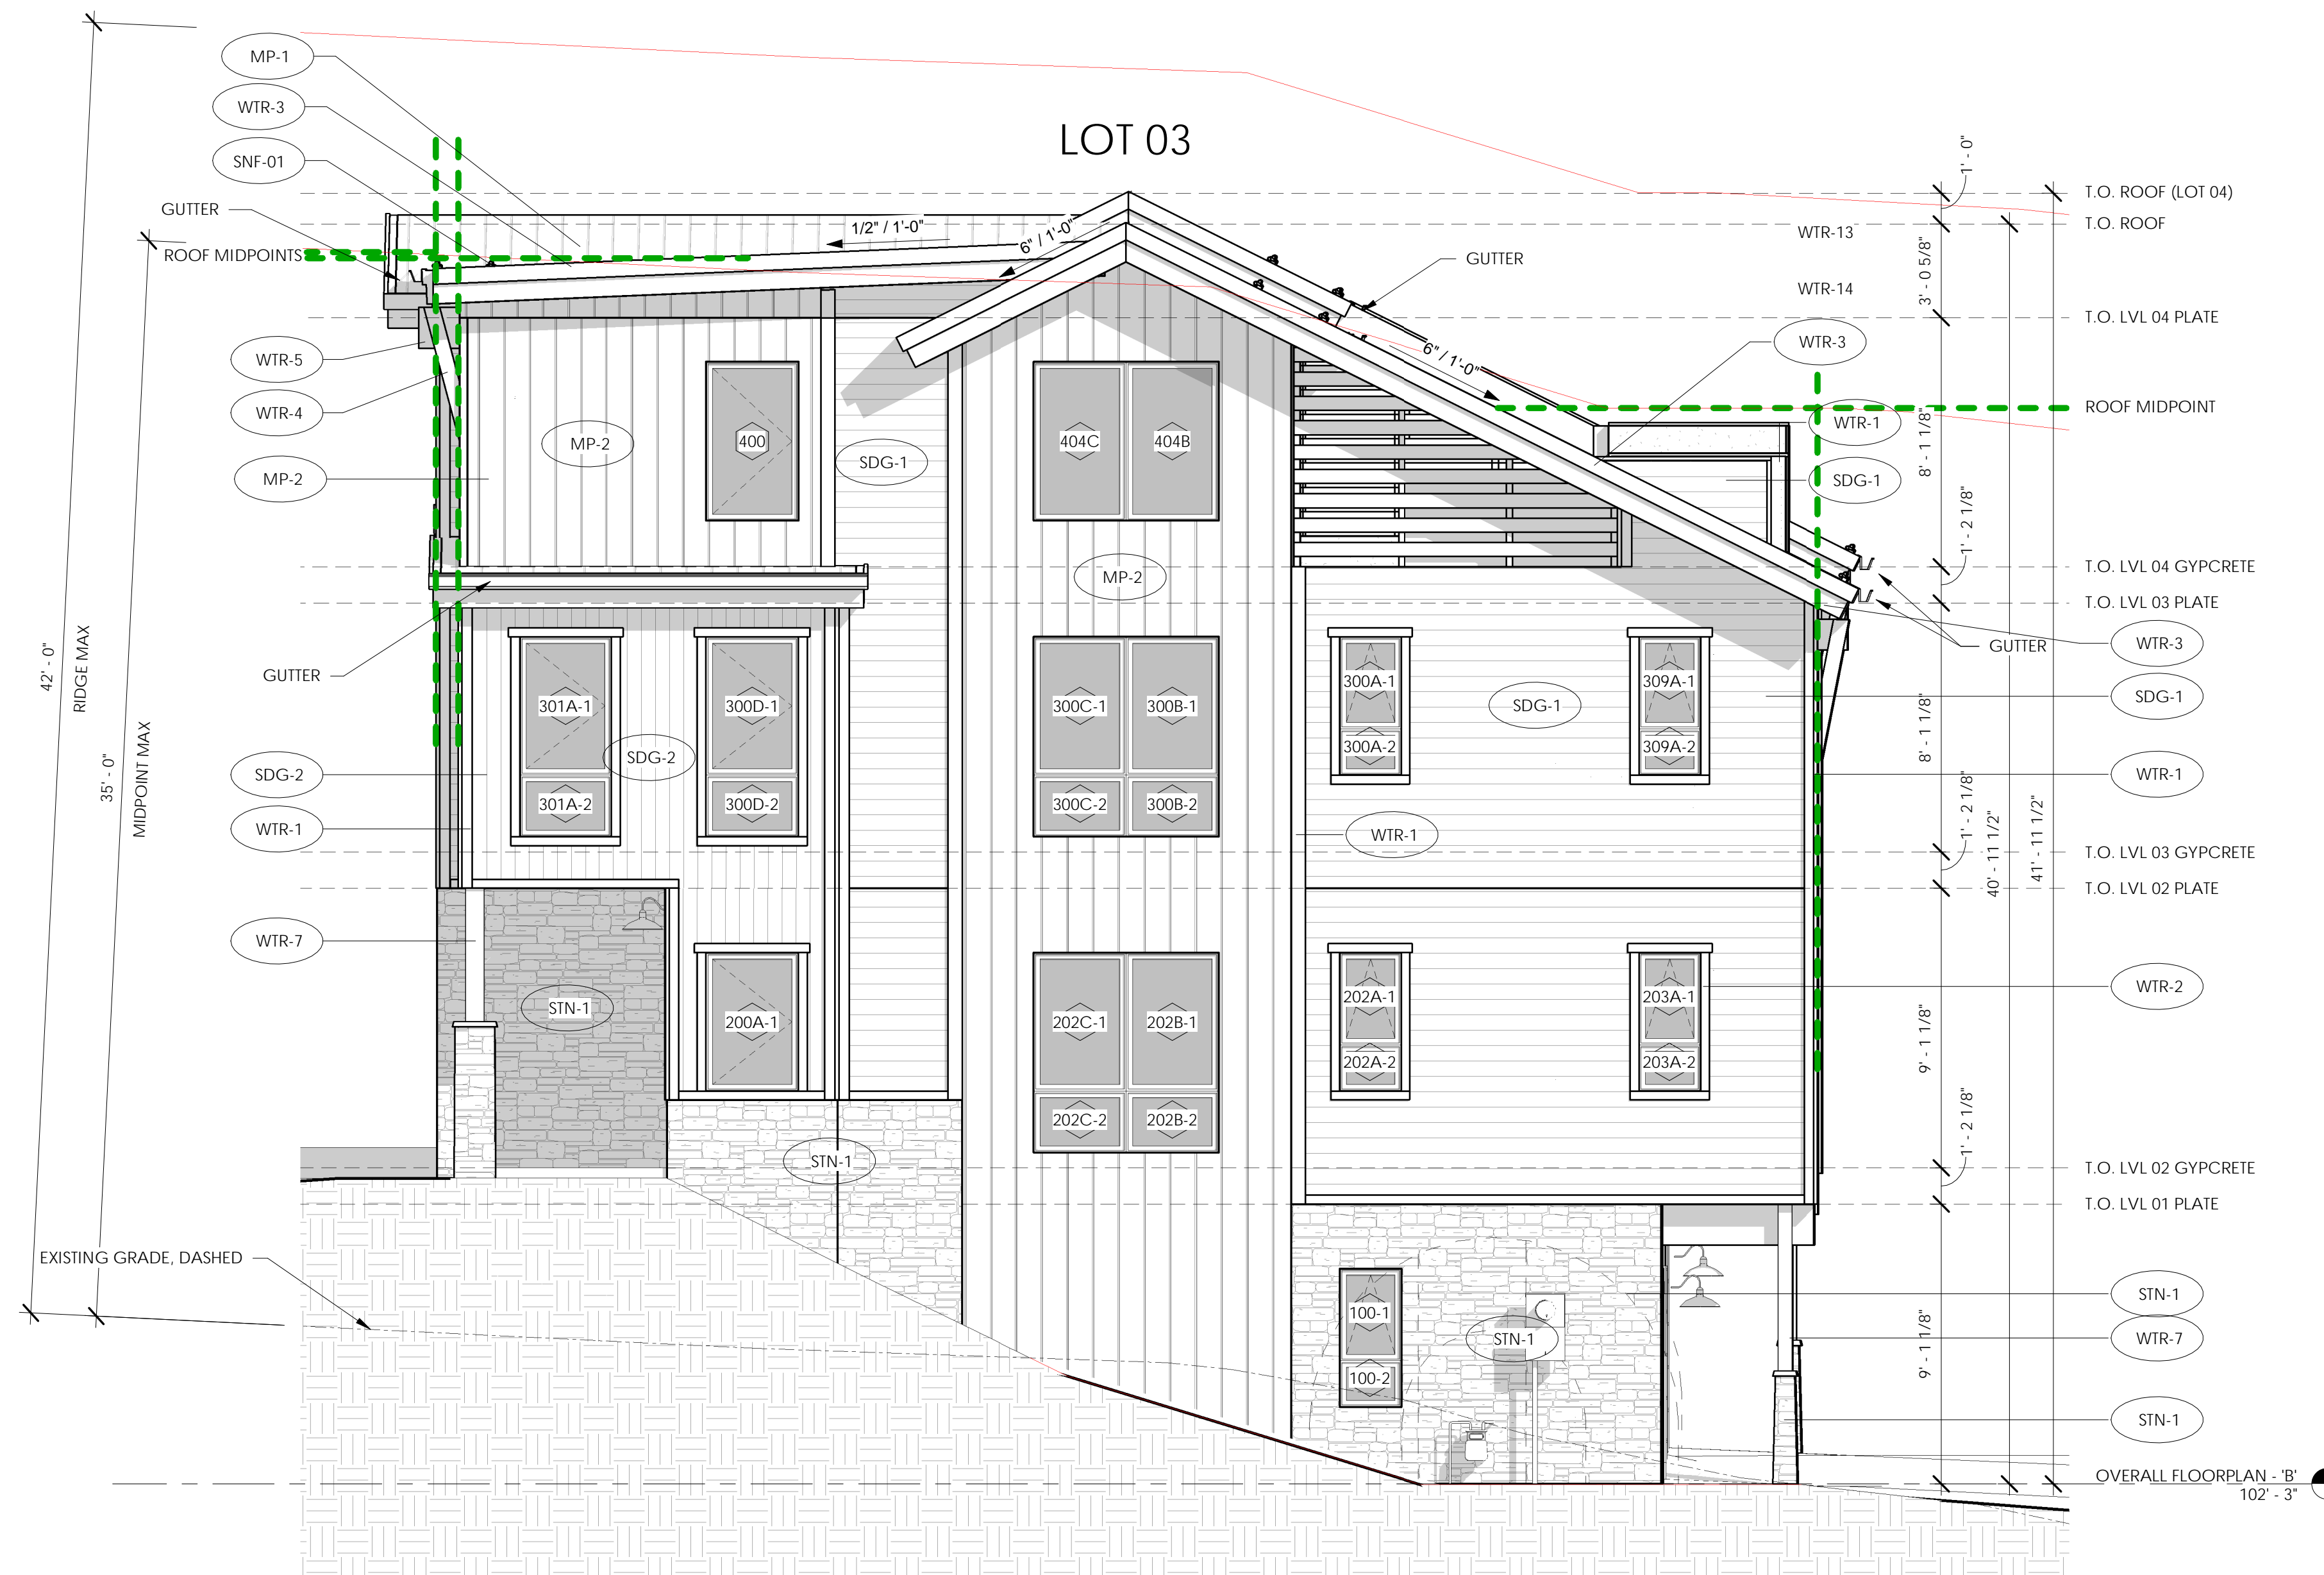 LOT 03
MP-1
WTR-3
SNF-01
GUTTER
ROOF MIDPOINTS
WTR-5
WTR-4
MP-2
GUTTER
SDG-2
WTR-1
WTR-7
EXISTING GRADE, DASHED
42' - 0"
RIDGE MAX
35' - 0"
MIDPOINT MAX
1/2" / 1'-0"
6" / 1'-0"
GUTTER
6" / 1'-0"
MP-2
400
SDG-1
404C
404B
MP-2
301A-1
300D-1
SDG-2
301A-2
300D-2
300C-1
300B-1
300C-2
300B-2
300A-1
309A-1
300A-2
309A-2
SDG-1
WTR-1
STN-1
200A-1
202C-1
202B-1
202C-2
202B-2
202A-1
203A-1
202A-2
203A-2
STN-1
100-1
100-2
STN-1
WTR-13
WTR-14
WTR-3
WTR-1
SDG-1
GUTTER
1' - 0"
3' - 0 5/8"
8' - 1 1/8"
1' - 2 1/8"
8' - 1 1/8"
1' - 2 1/8"
9' - 1 1/8"
1' - 2 1/8"
9' - 1 1/8"
40' - 11 1/2"
41' - 11 1/2"
T.O. ROOF (LOT 04)
T.O. ROOF
T.O. LVL 04 PLATE
ROOF MIDPOINT
T.O. LVL 04 GYPCRETE
T.O. LVL 03 PLATE
WTR-3
SDG-1
WTR-1
T.O. LVL 03 GYPCRETE
T.O. LVL 02 PLATE
WTR-2
T.O. LVL 02 GYPCRETE
T.O. LVL 01 PLATE
STN-1
WTR-7
STN-1
OVERALL FLOORPLAN - 'B'
102' - 3"